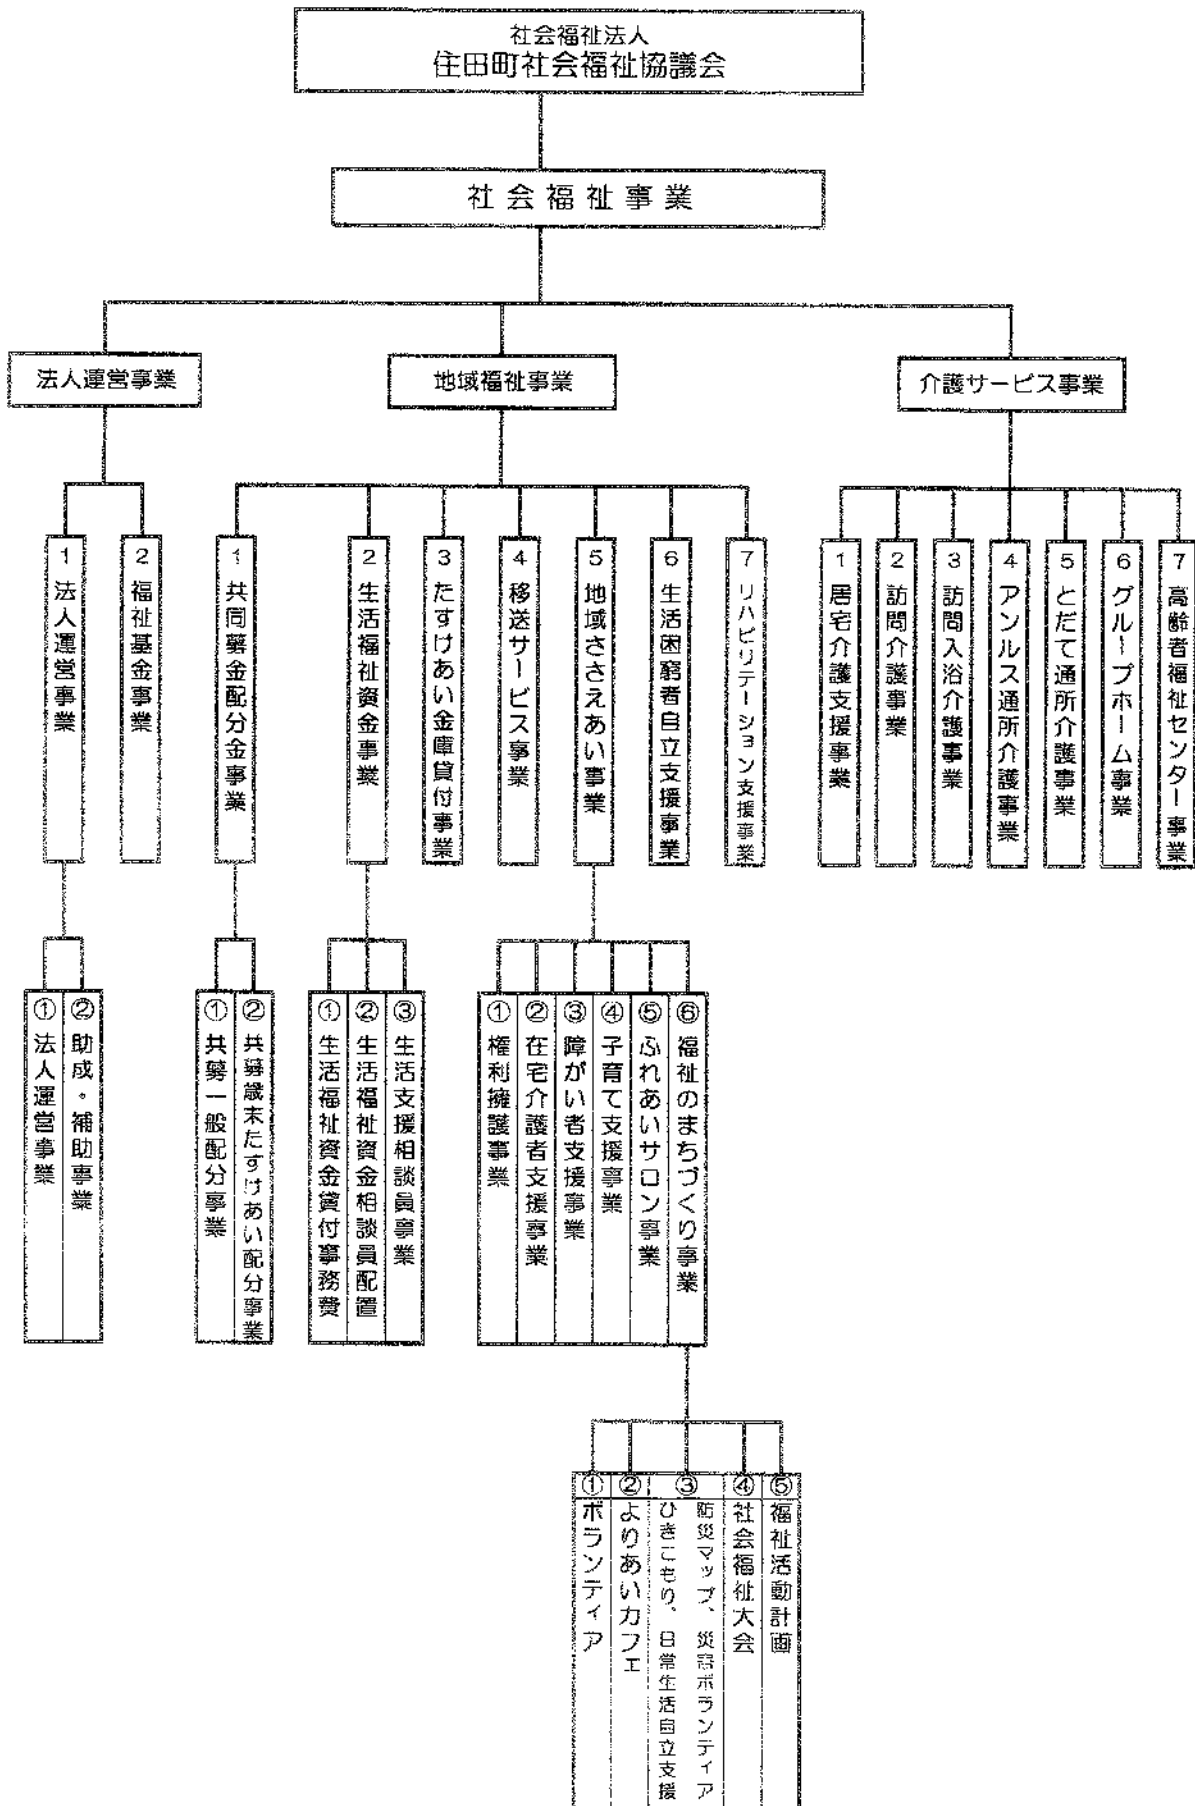 社会福祉法人
住田町社会福祉協議会
社会福祉事業
法人運営事業
地域福祉事業
介護サービス事業
1 法人運営事業
2 福祉基金事業
1 共同募金配分金事業
2 生活福祉資金事業
3 たすけあい金庫貸付事業
4 移送サービス事業
5 地域ささえあい事業
6 生活困窮者自立支援事業
7 リハビリテーション支援事業
1 居宅介護支援事業
2 訪問介護事業
3 訪問入浴介護事業
4 アンルス通所介護事業
5 とだて通所介護事業
6 グループホーム事業
7 高齢者福祉センター事業
① 法人運営事業
② 助成・補助事業
① 共募一般配分事業
② 共募歳末たすけあい配分事業
① 生活福祉資金貸付事務費
② 生活福祉資金相談員配置
③ 生活支援相談員事業
① 権利擁護事業
② 在宅介護者支援事業
③ 障がい者支援事業
④ 子育て支援事業
⑤ ふれあいサロン事業
⑥ 福祉のまちづくり事業
① ボランティア
② よりあいカフェ
③ 防災マップ、災害ボランティア
ひきこもり、日常生活自立支援
④ 社会福祉大会
⑤ 福祉活動計画